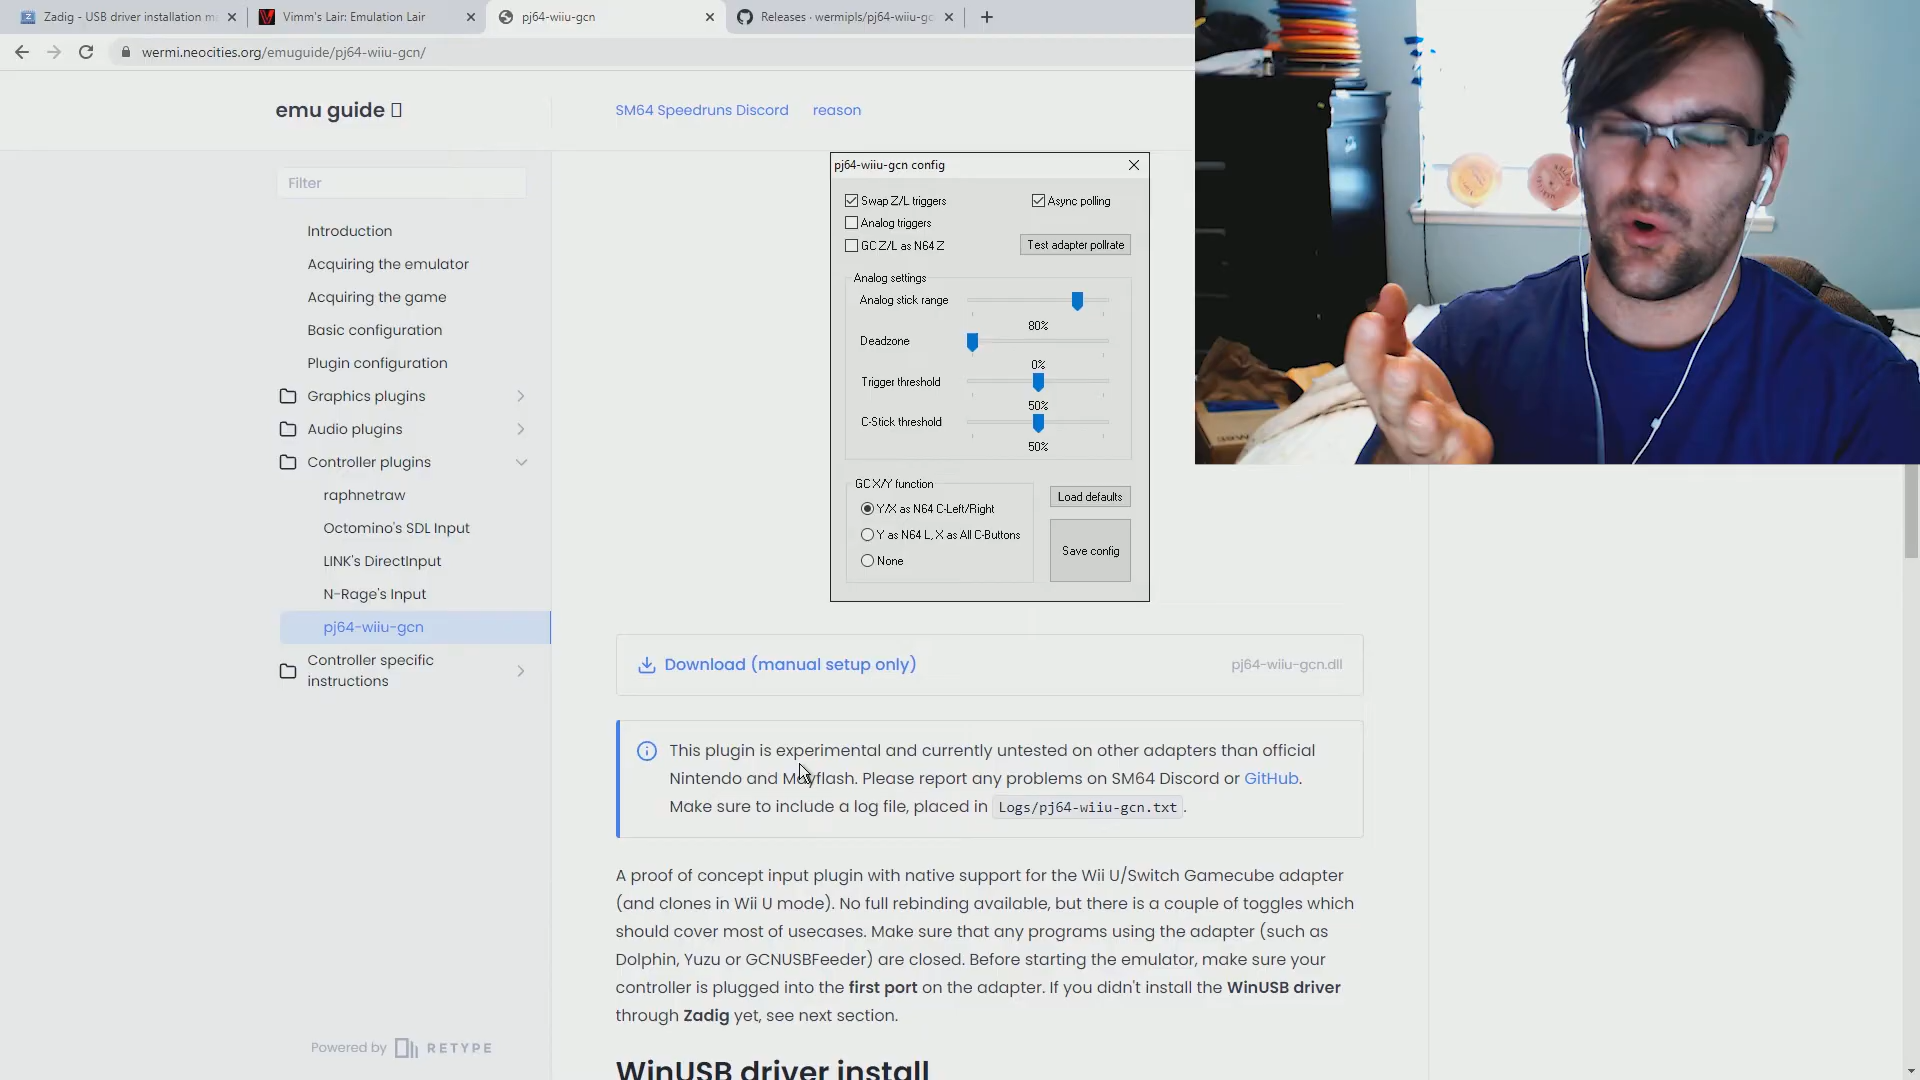 Zadig - USB driver installation ma
Vimm's Lair: Emulation Lair
pj64-wiiu-gcn
Releases · wermipls/pj64-wiiu-gc
wermi.neocities.org/emuguide/pj64-wiiu-gcn/
emu guide
SM64 Speedruns Discord
reason
Filter
Introduction
Acquiring the emulator
Acquiring the game
Basic configuration
Plugin configuration
Graphics plugins
Audio plugins
Controller plugins
raphnetraw
Octomino's SDL Input
LINK's DirectInput
N-Rage's Input
pj64-wiiu-gcn
Controller specific
instructions
Powered by RETYPE
pj64-wiiu-gcn config
Swap Z/L triggers
Async polling
Analog triggers
GC Z/L as N64 Z
Test adapter pollrate
Analog settings
Analog stick range
80%
Deadzone
0%
Trigger threshold
50%
C-Stick threshold
50%
GC X/Y function
Y/X as N64 C-Left/Right
Y as N64 L, X as All C-Buttons
None
Load defaults
Save config
Download (manual setup only)
pj64-wiiu-gcn.dll
This plugin is experimental and currently untested on other adapters than official
Nintendo and Mayflash. Please report any problems on SM64 Discord or GitHub.
Make sure to include a log file, placed in Logs/pj64-wiiu-gcn.txt.
A proof of concept input plugin with native support for the Wii U/Switch Gamecube adapter
(and clones in Wii U mode). No full rebinding available, but there is a couple of toggles which
should cover most of usecases. Make sure that any programs using the adapter (such as
Dolphin, Yuzu or GCNUSBFeeder) are closed. Before starting the emulator, make sure your
controller is plugged into the first port on the adapter. If you didn't install the WinUSB driver
through Zadig yet, see next section.
WinUSB driver install